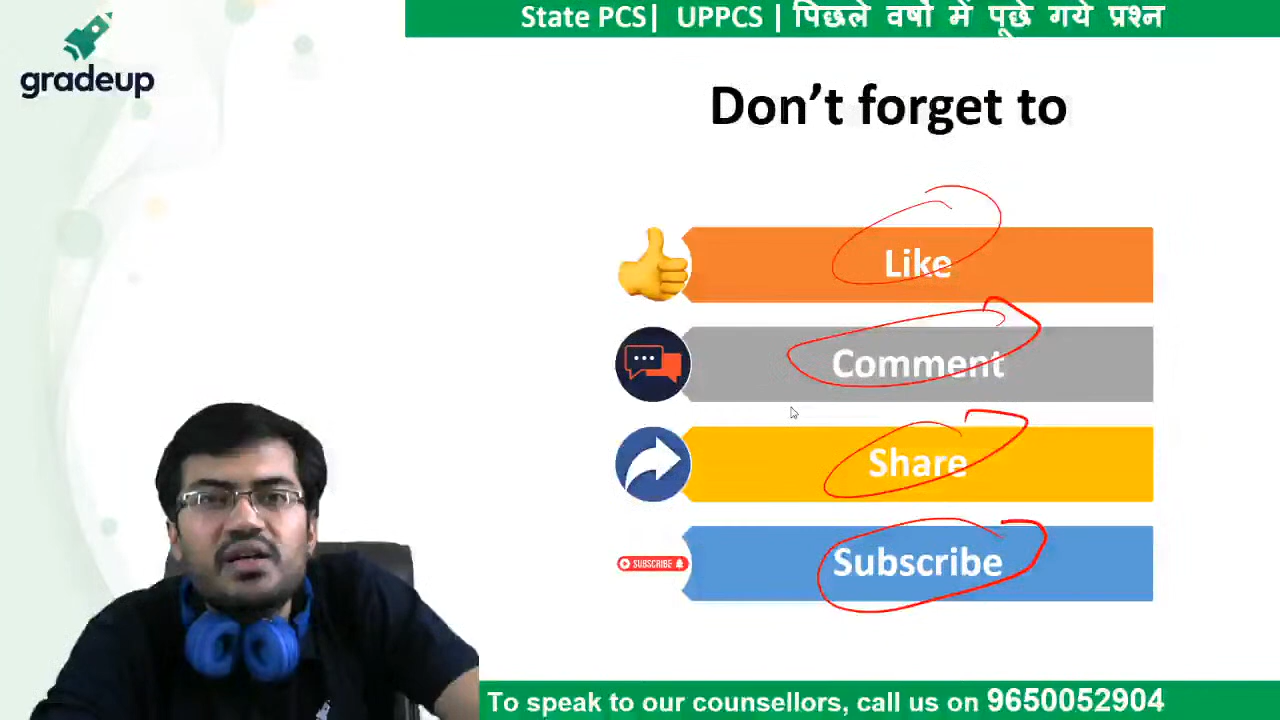 State PCS| UPPCS | पिछले वर्षो में पूछे गये प्रश्न
gradeup
Don't forget to
Like
Comment
Share
SUBSCRIBE
Subscribe
To speak to our counsellors, call us on 9650052904